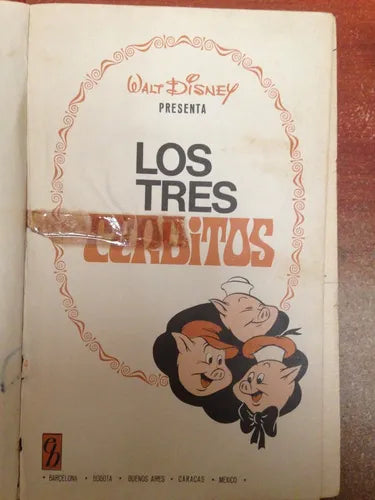 WALT DISNEY
PRESENTA
LOS
TRES
CERDITOS
eb
• BARCELONA • BOGOTA • BUENOS AIRES • CARACAS • MEXICO •